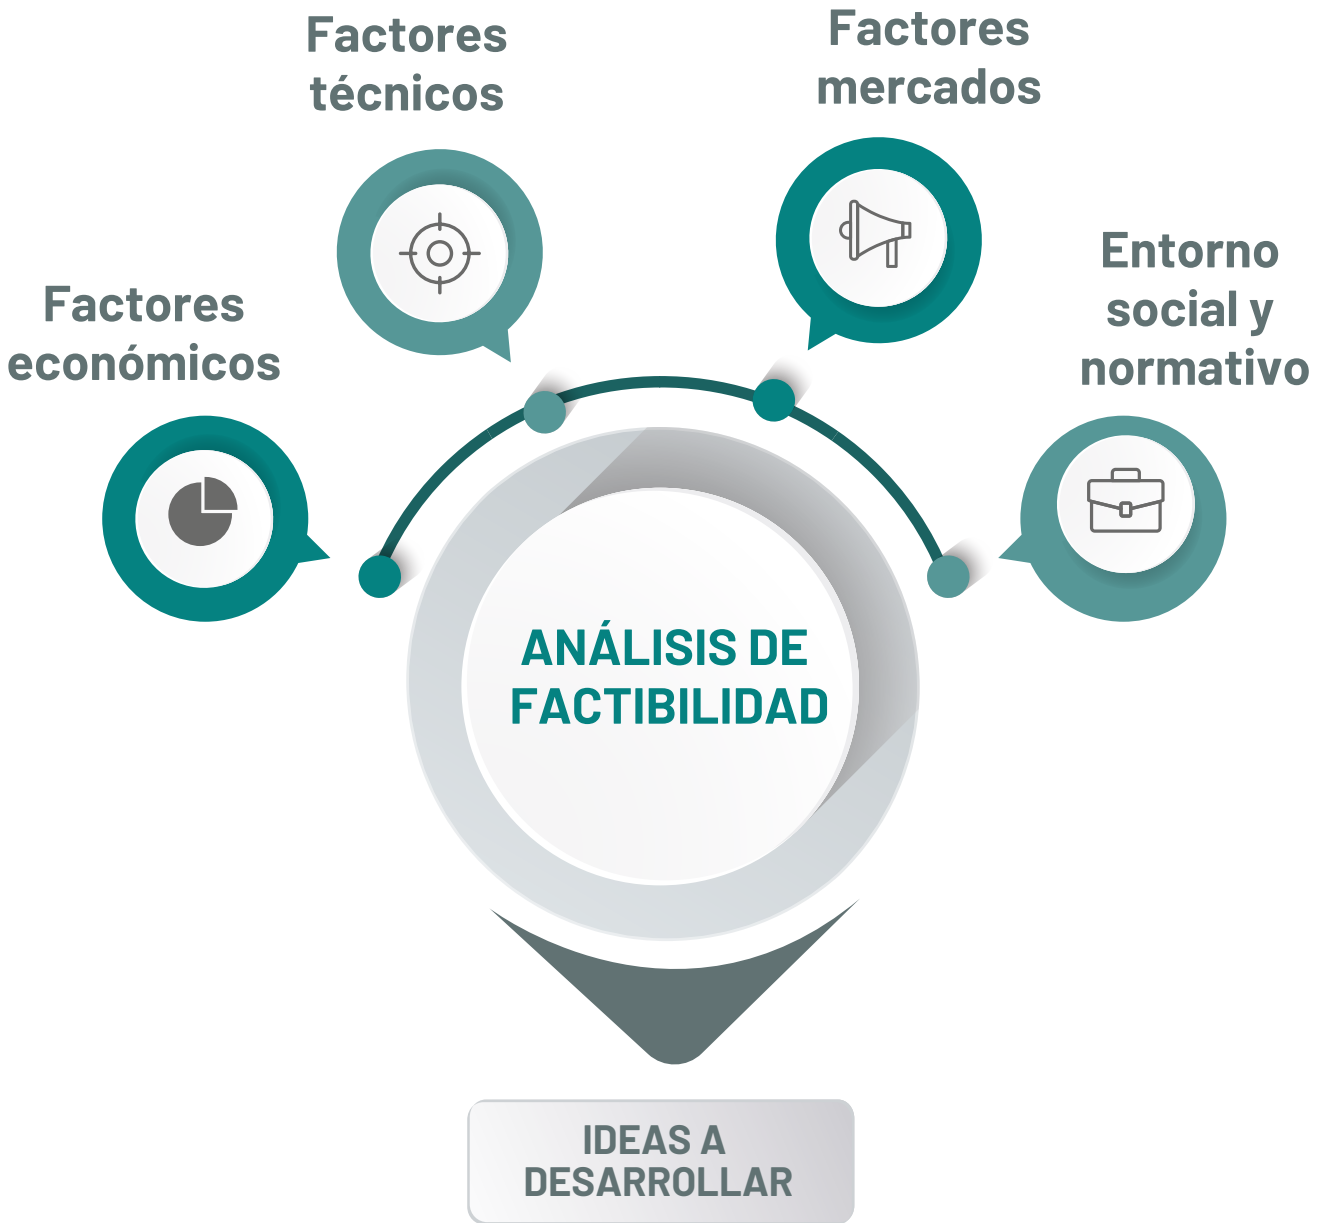 Factores
técnicos
Factores
mercados
Factores
económicos
Entorno
social y
normativo
ANÁLISIS DE
FACTIBILIDAD
IDEAS A
DESARROLLAR